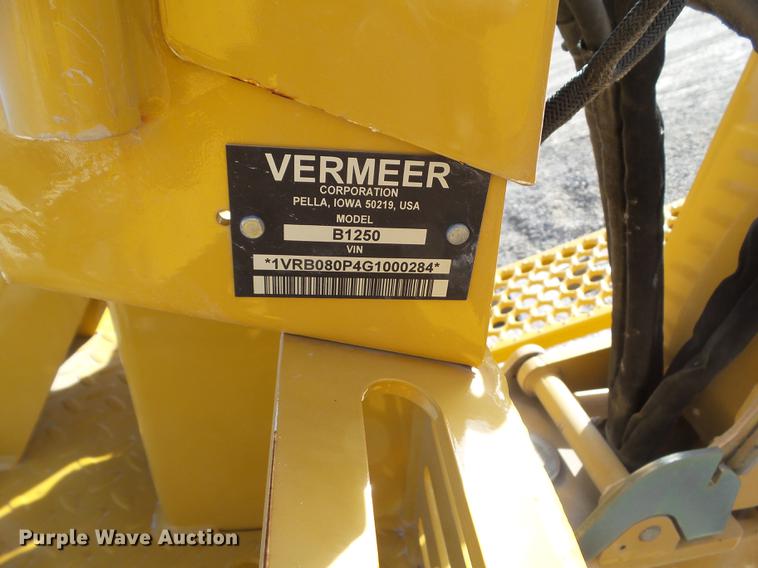 VERMEER
CORPORATION
PELLA, IOWA 50219, USA
MODEL
B1250
VIN
*1VRB080P4G1000284*
Purple Wave Auction